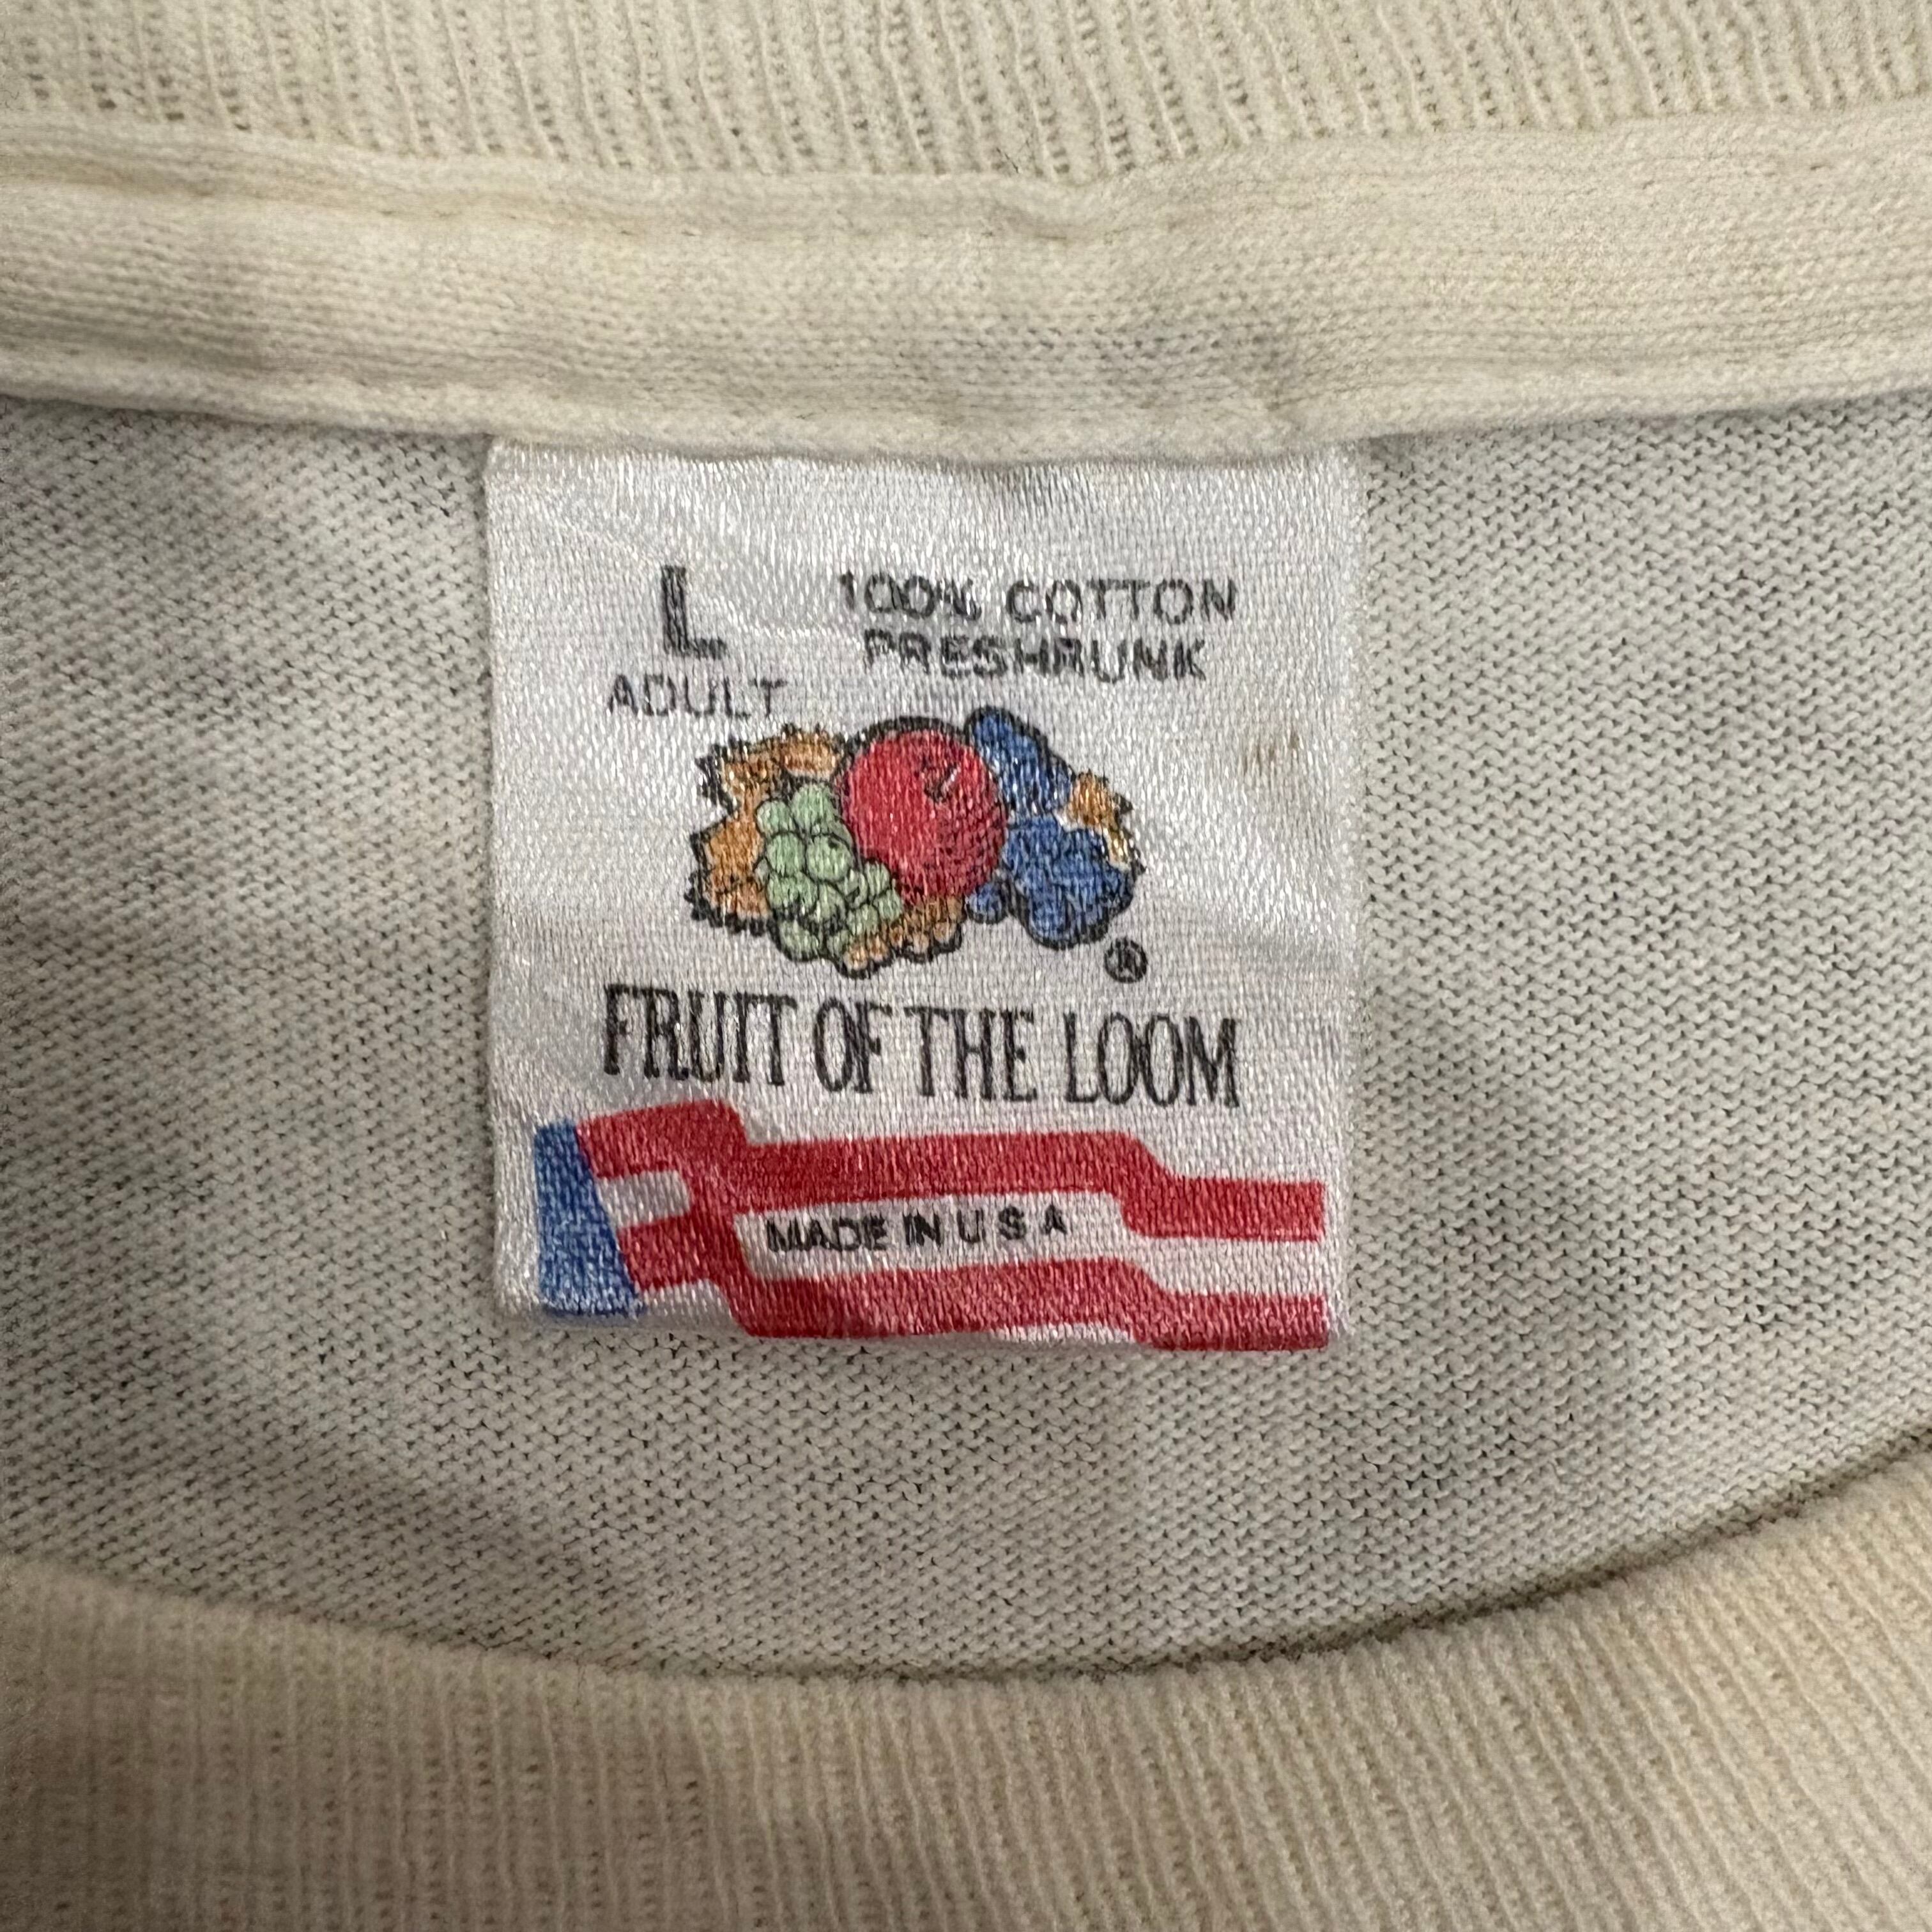 L
ADULT
100% COTTON
PRESHRUNK
®
FRUIT OF THE LOOM
MADE IN U S A